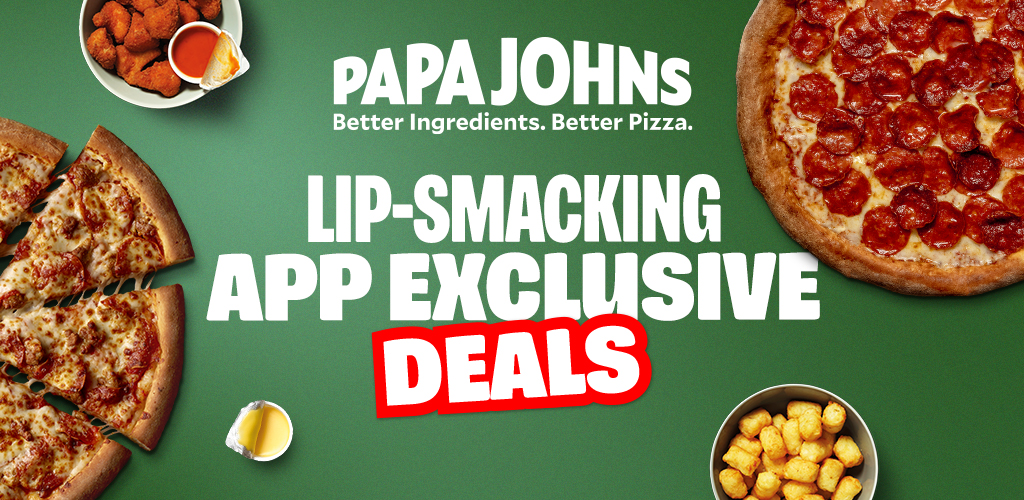 PAPA JOHNS
Better Ingredients. Better Pizza.
LIP-SMACKING
APP EXCLUSIVE
DEALS